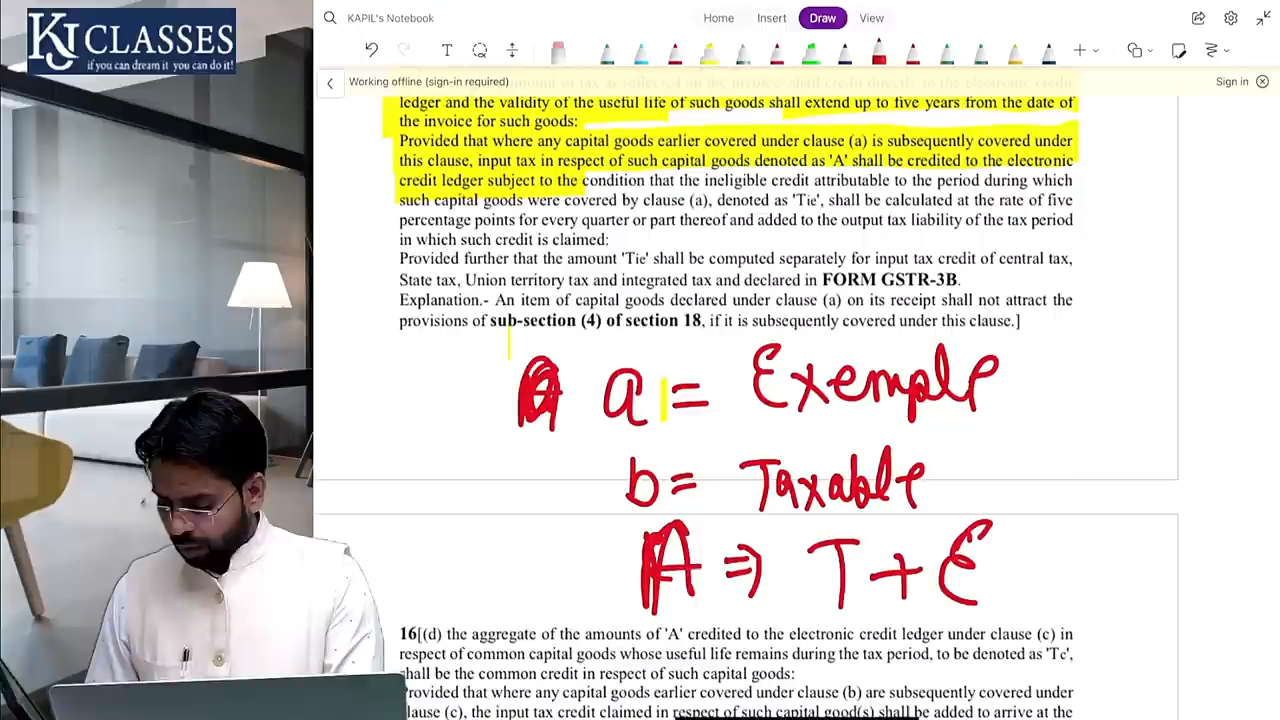 KJ CLASSES
if you can dream it you can do it!
KAPIL's Notebook
Home Insert Draw View
T
Working offline (sign-in required)
Sign in
shall credit directly to the electronic credit
ledger and the validity of the useful life of such goods shall extend up to five years from the date of
the invoice for such goods:
Provided that where any capital goods earlier covered under clause (a) is subsequently covered under
this clause, input tax in respect of such capital goods denoted as 'A' shall be credited to the electronic
credit ledger subject to the condition that the ineligible credit attributable to the period during which
such capital goods were covered by clause (a), denoted as 'Tie', shall be calculated at the rate of five
percentage points for every quarter or part thereof and added to the output tax liability of the tax period
in which such credit is claimed:
Provided further that the amount 'Tie' shall be computed separately for input tax credit of central tax,
State tax, Union territory tax and integrated tax and declared in FORM GSTR-3B.
Explanation.- An item of capital goods declared under clause (a) on its receipt shall not attract the
provisions of sub-section (4) of section 18, if it is subsequently covered under this clause.]
a = Exemple
b = Taxable
A ⇒ T + E
16[(d) the aggregate of the amounts of 'A' credited to the electronic credit ledger under clause (c) in
respect of common capital goods whose useful life remains during the tax period, to be denoted as 'Tc',
shall be the common credit in respect of such capital goods:
Provided that where any capital goods earlier covered under clause (b) are subsequently covered under
clause (c), the input tax credit claimed in respect of such capital good(s) shall be added to arrive at the